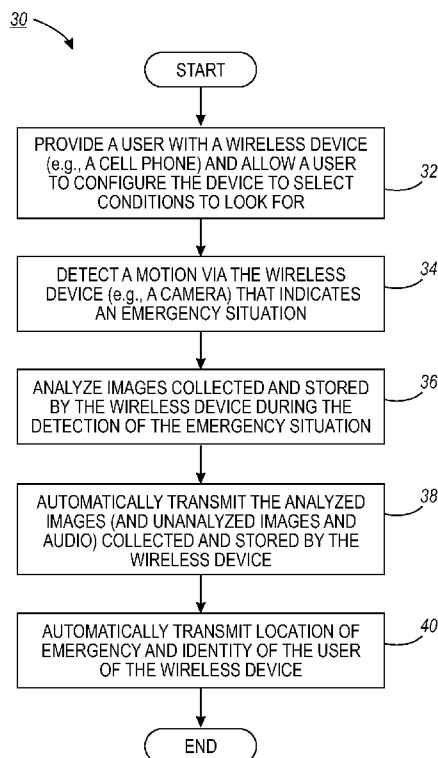 30
START
PROVIDE A USER WITH A WIRELESS DEVICE
(e.g., A CELL PHONE) AND ALLOW A USER
TO CONFIGURE THE DEVICE TO SELECT
CONDITIONS TO LOOK FOR
32
DETECT A MOTION VIA THE WIRELESS
DEVICE (e.g., A CAMERA) THAT INDICATES
AN EMERGENCY SITUATION
34
ANALYZE IMAGES COLLECTED AND STORED
BY THE WIRELESS DEVICE DURING THE
DETECTION OF THE EMERGENCY SITUATION
36
AUTOMATICALLY TRANSMIT THE ANALYZED
IMAGES (AND UNANALYZED IMAGES AND
AUDIO) COLLECTED AND STORED BY THE
WIRELESS DEVICE
38
AUTOMATICALLY TRANSMIT LOCATION OF
EMERGENCY AND IDENTITY OF THE USER
OF THE WIRELESS DEVICE
40
END